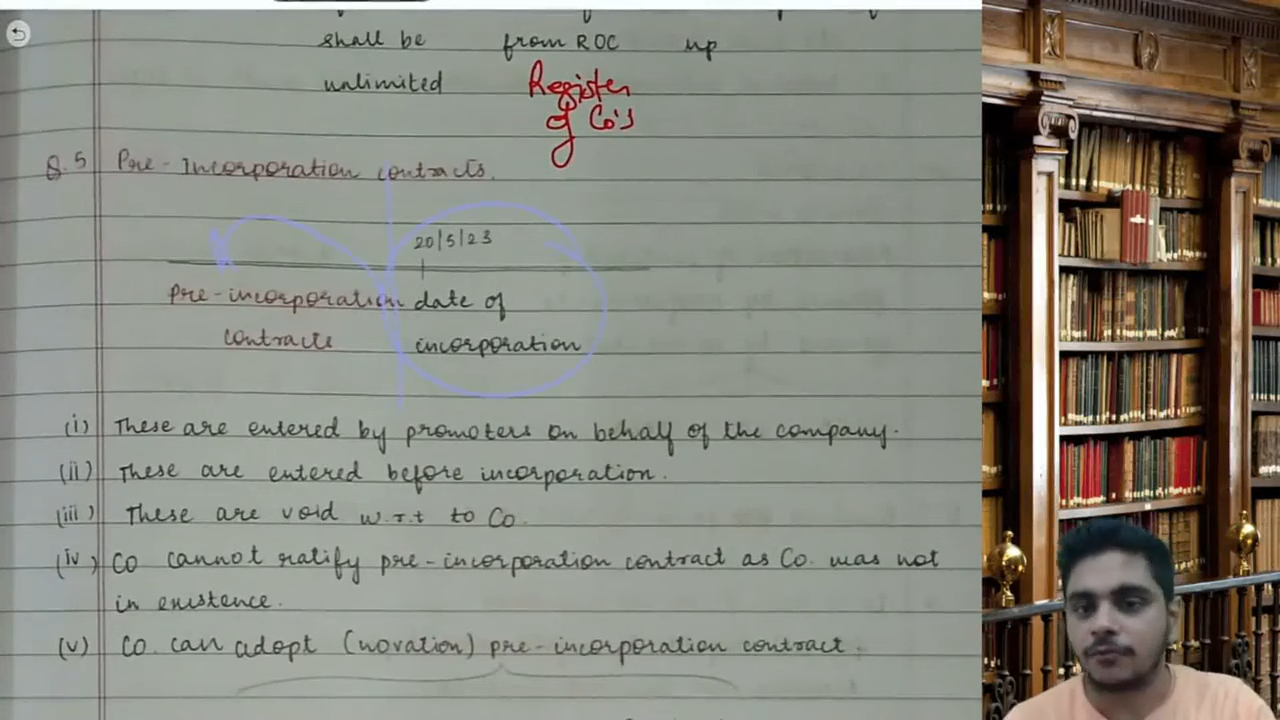 shall be from ROC up
unlimited
Register
of Co's
Q.5 Pre-Incorporation contracts.
20/5/23
pre-incorporation date of
contracts incorporation
(i) These are entered by promoters on behalf of the company.
(ii) These are entered before incorporation.
(iii) These are void w.r.t to Co.
(iv) Co cannot ratify pre-incorporation contract as Co. was not
in existence.
(v) Co. can adopt (novation) pre-incorporation contract.